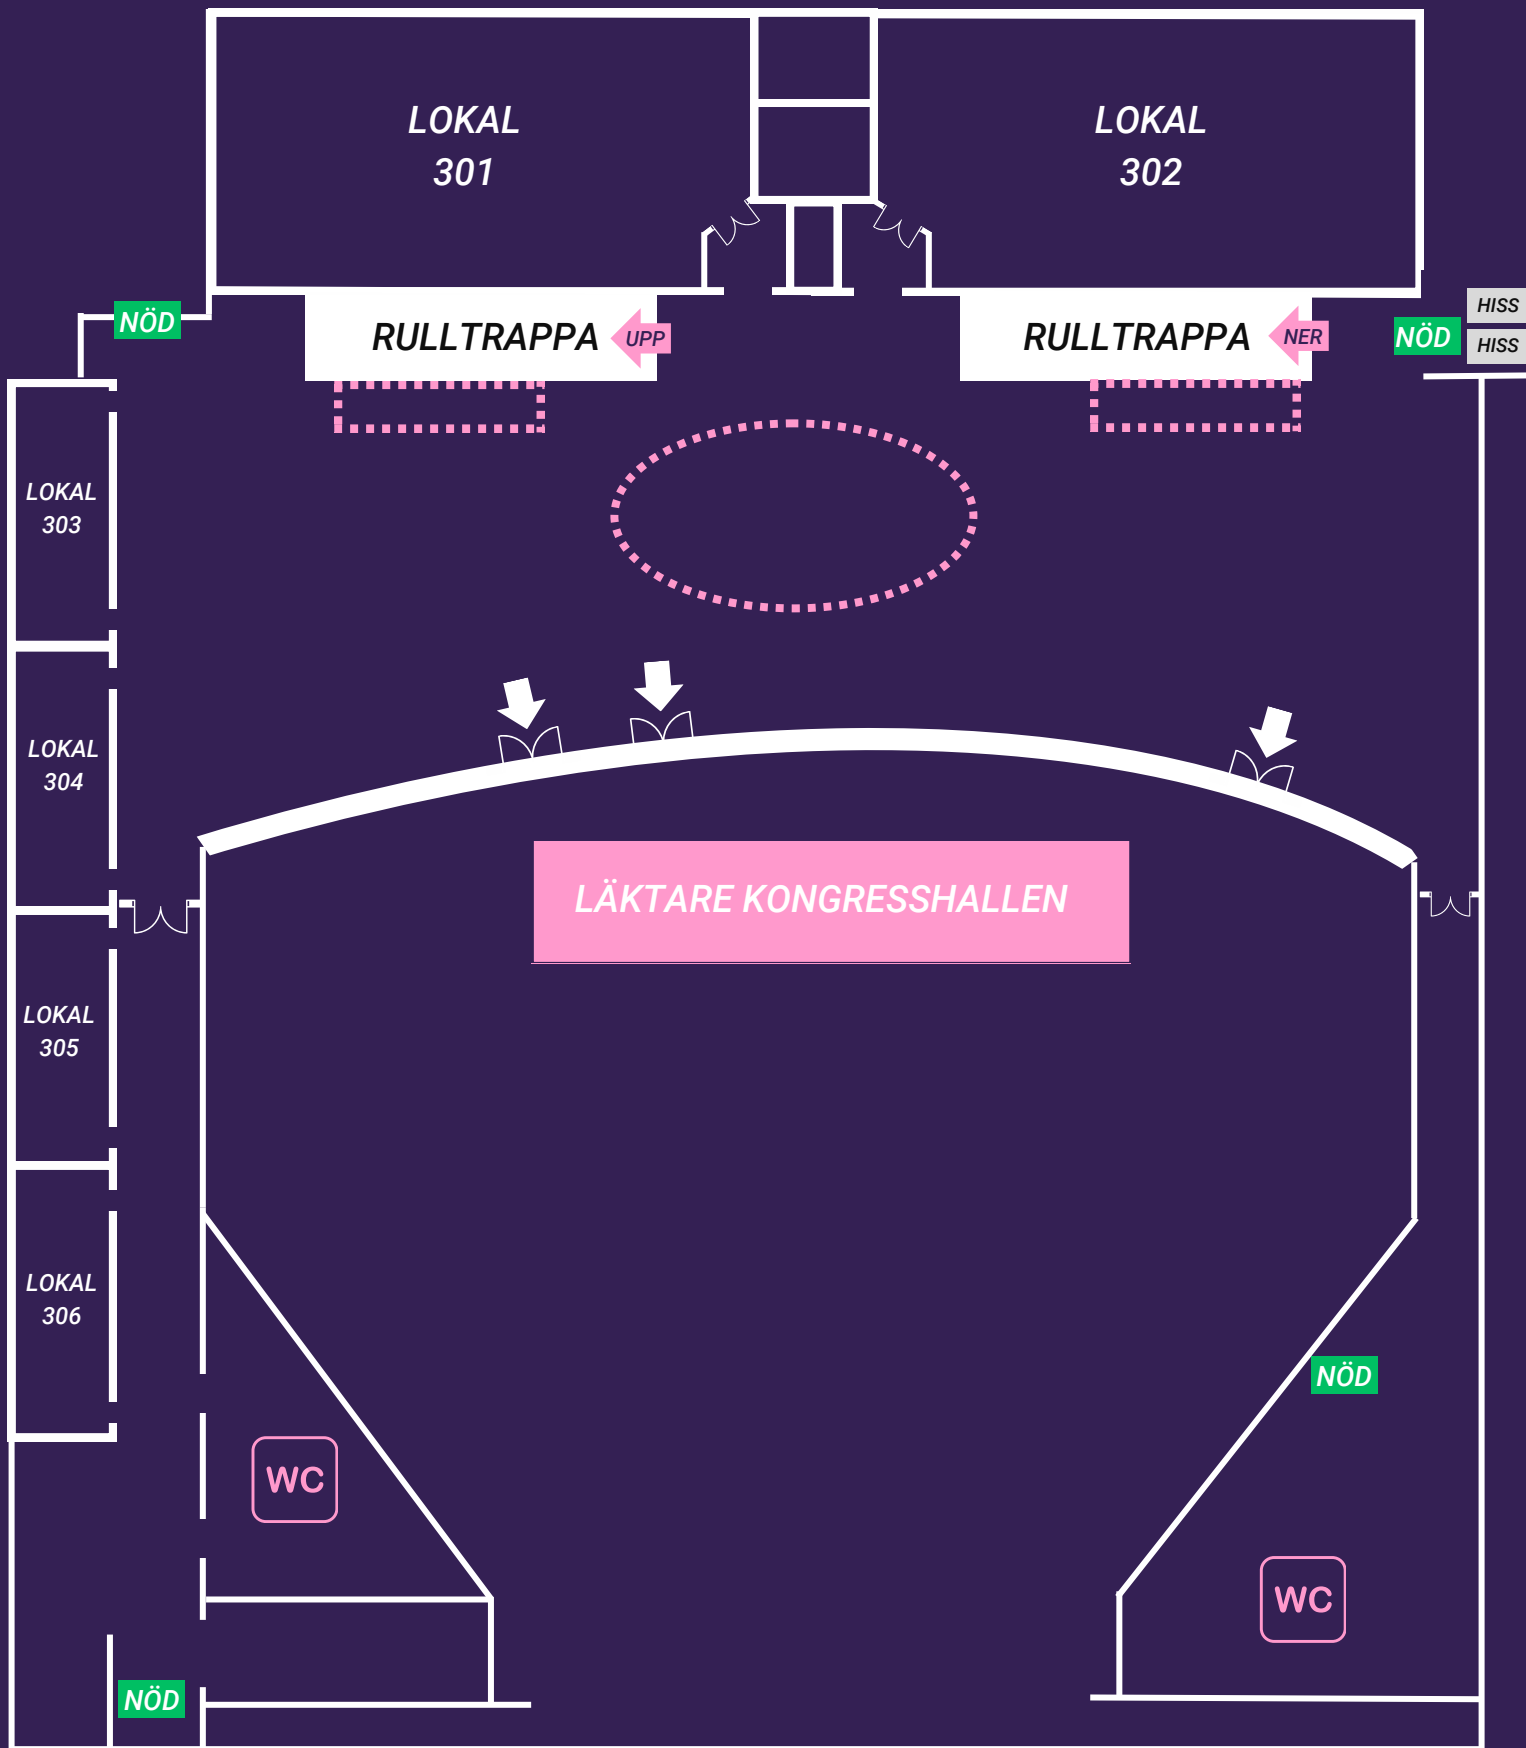 LOKAL
301
LOKAL
302
NÖD
RULLTRAPPA
UPP
RULLTRAPPA
NER
NÖD
HISS
HISS
LOKAL
303
LOKAL
304
LÄKTARE KONGRESSHALLEN
LOKAL
305
LOKAL
306
NÖD
WC
WC
NÖD